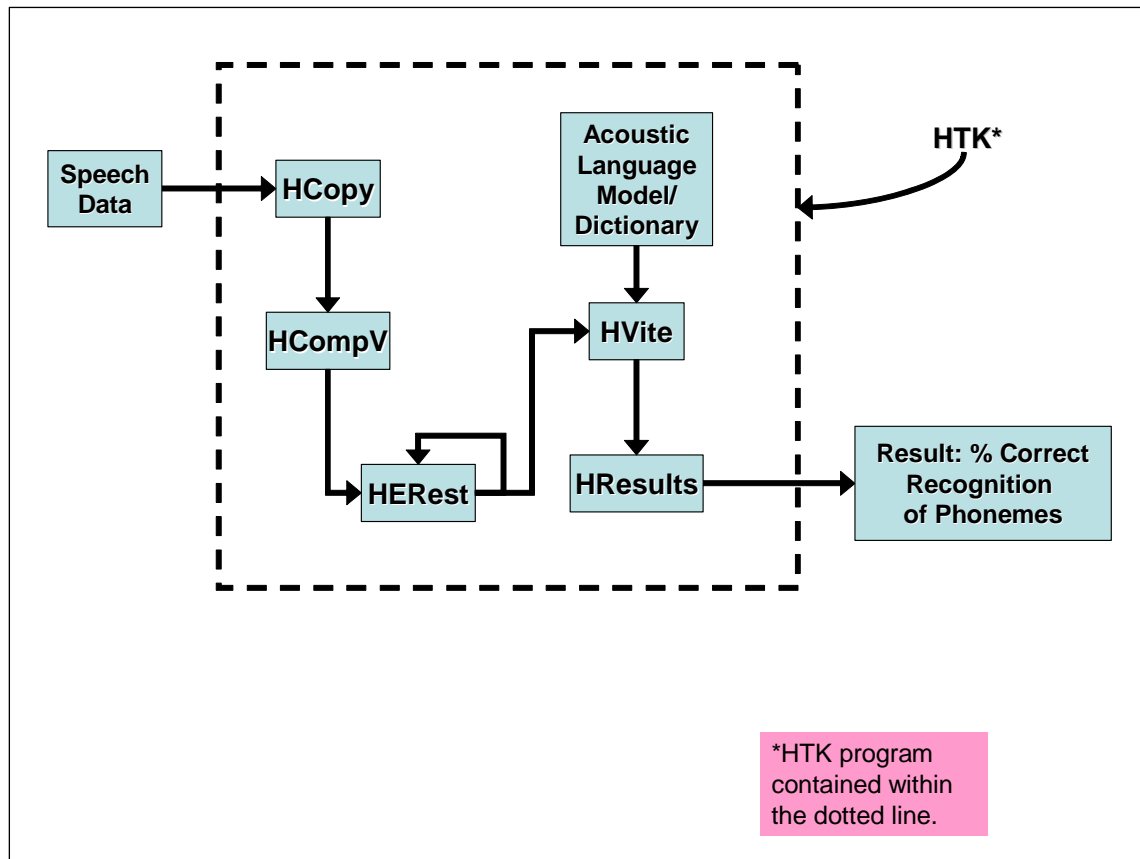 Speech
Data
HCopy
HCompV
HERest
Acoustic
Language
Model/
Dictionary
HVite
HResults
HTK*
Result: % Correct
Recognition
of Phonemes
*HTK program
contained within
the dotted line.